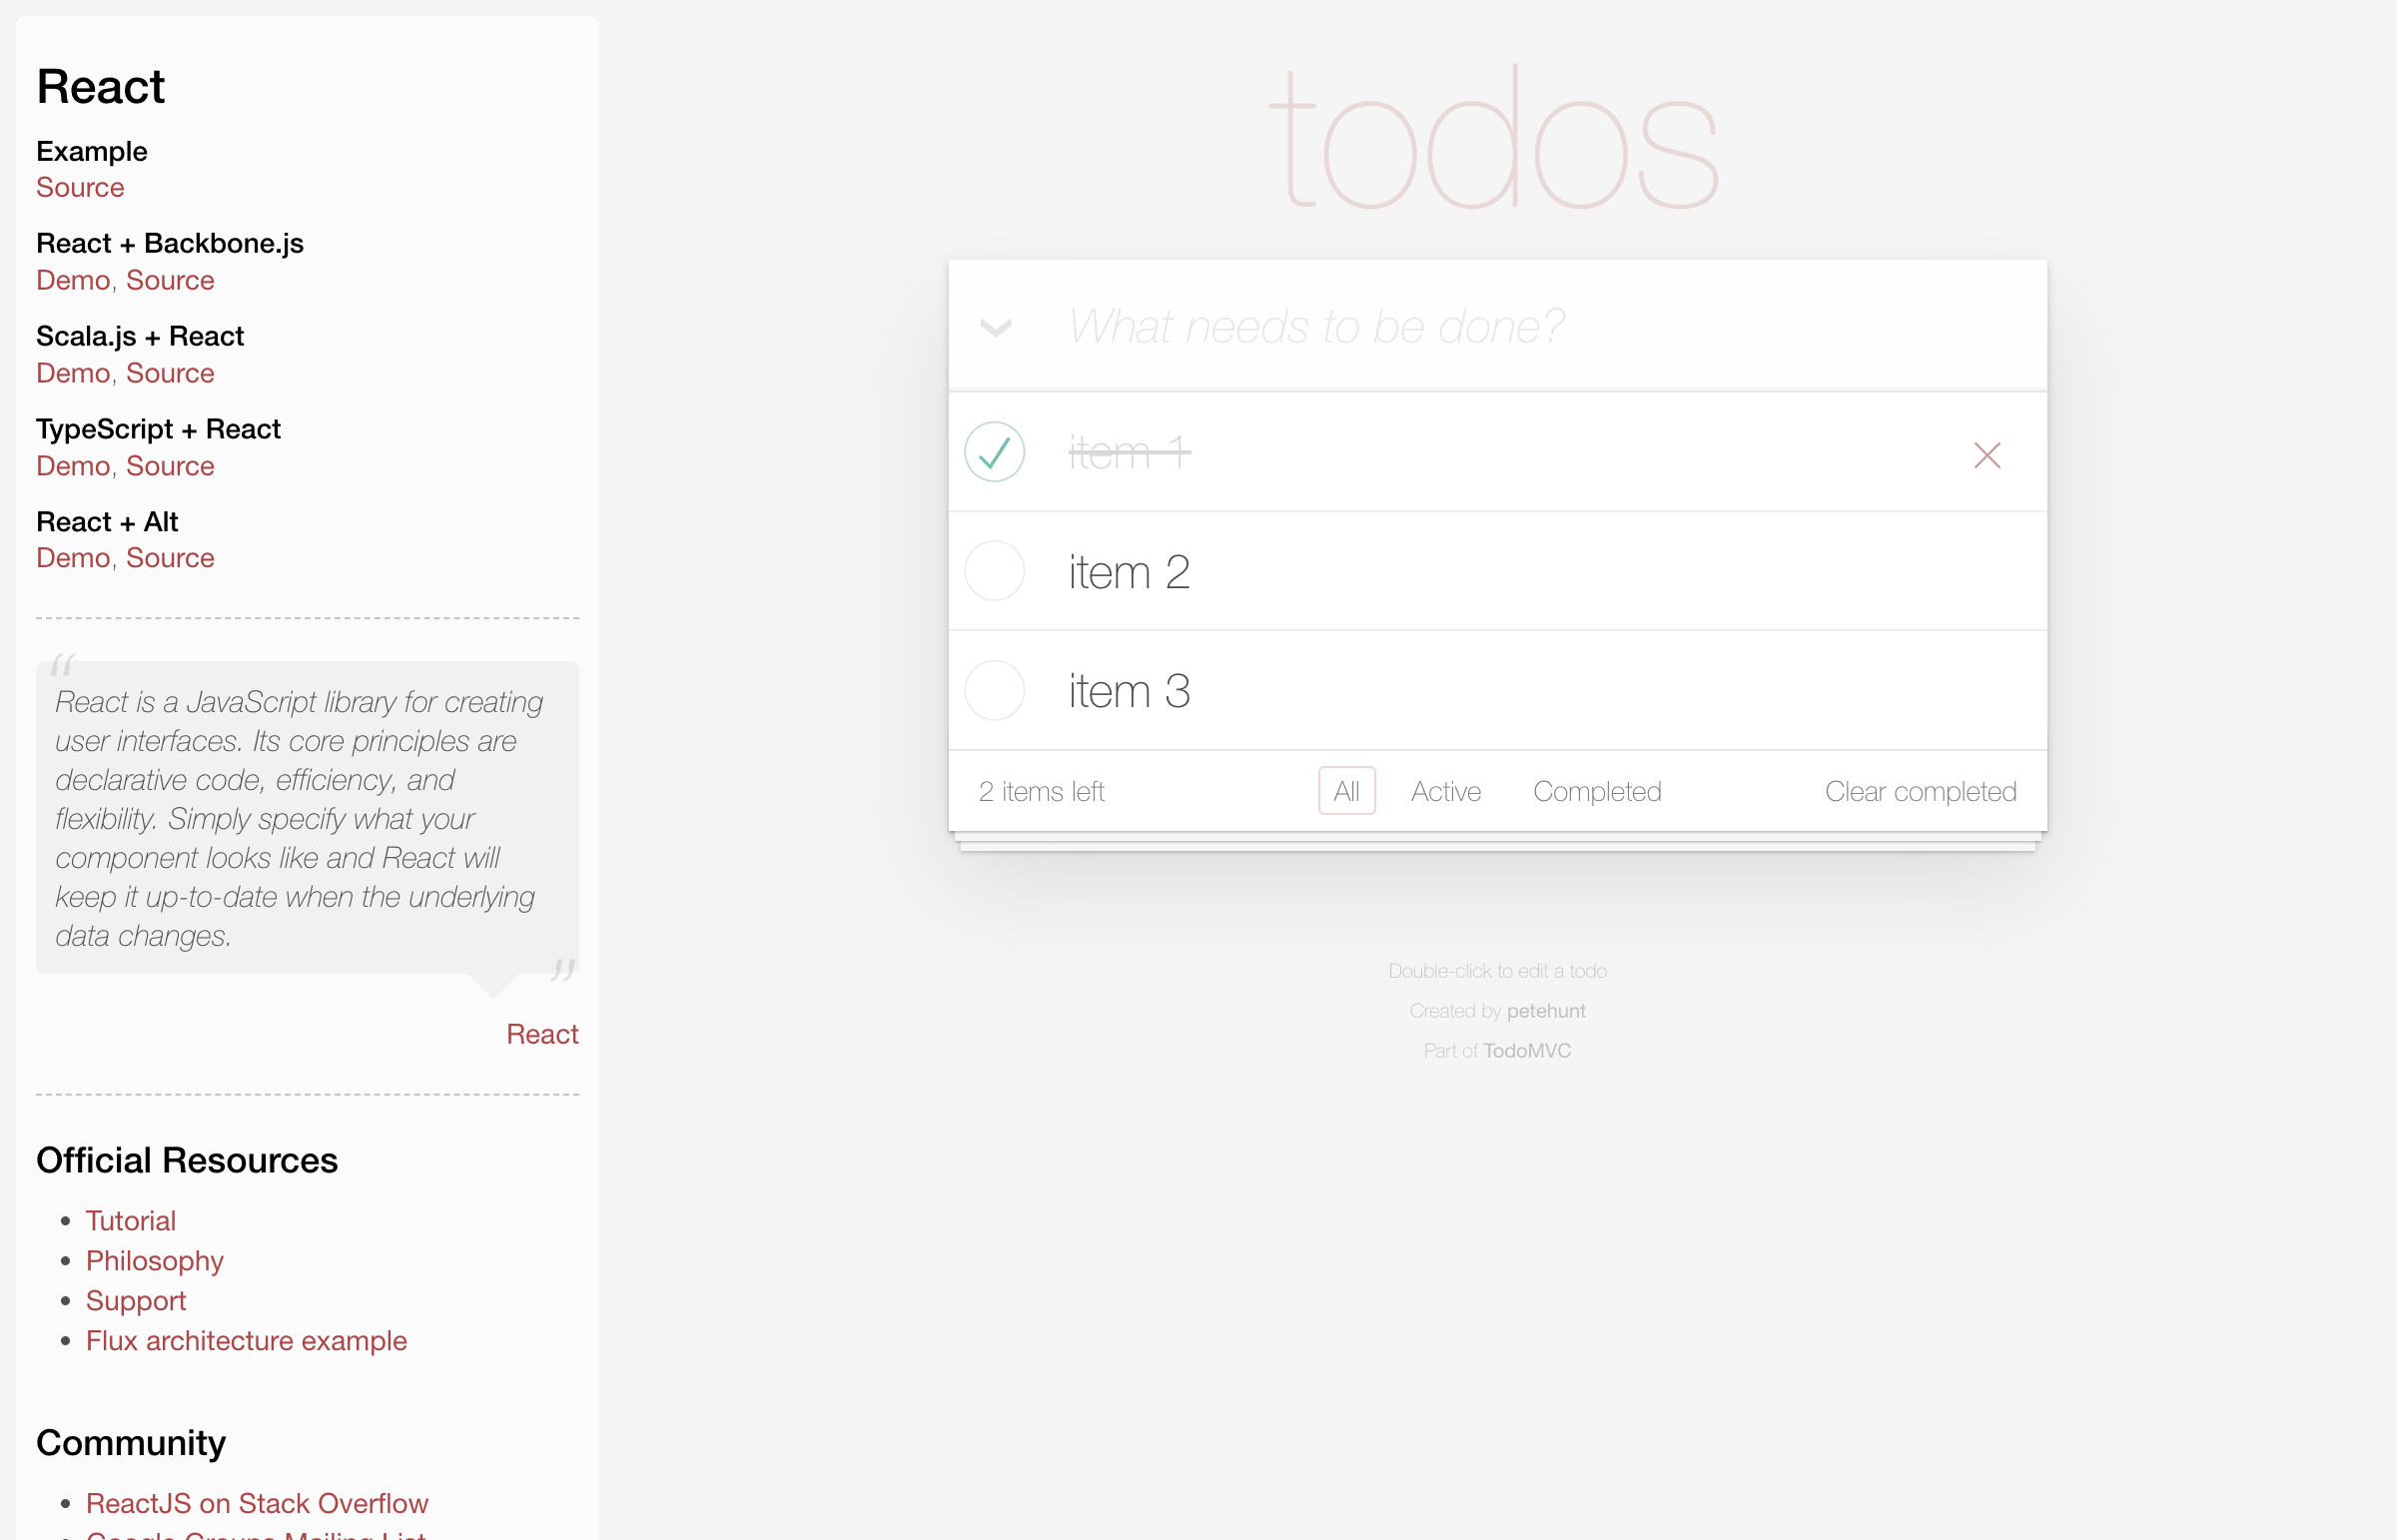 React
Example
Source
React + Backbone.js
Demo, Source
Scala.js + React
Demo, Source
TypeScript + React
Demo, Source
React + Alt
Demo, Source
“
React is a JavaScript library for creating
user interfaces. Its core principles are
declarative code, efficiency, and
flexibility. Simply specify what your
component looks like and React will
keep it up-to-date when the underlying
data changes.
”
React
Official Resources
• Tutorial
• Philosophy
• Support
• Flux architecture example
Community
• ReactJS on Stack Overflow
• Google Groups Mailing List
todos
What needs to be done?
item 1
item 2
item 3
2 items left All Active Completed Clear completed
Double-click to edit a todo
Created by petehunt
Part of TodoMVC